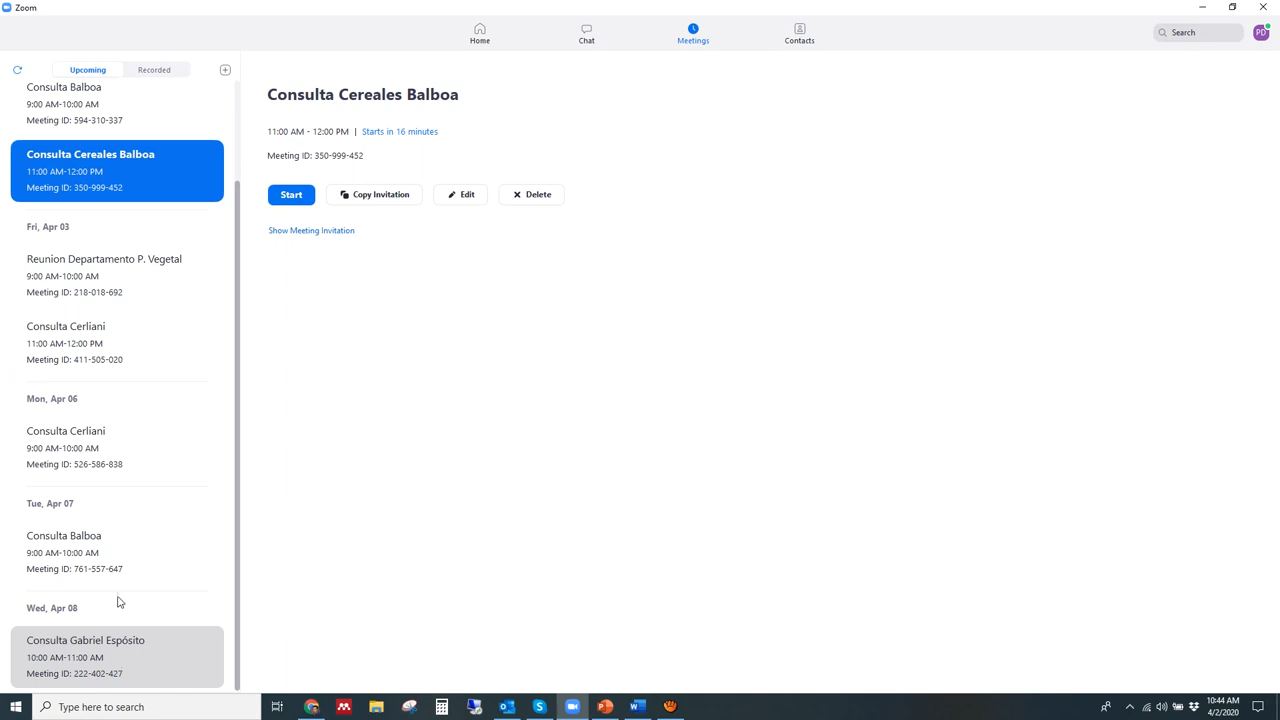 Zoom
Home
Chat
Meetings
Contacts
Search
PD
Upcoming
Recorded
Consulta Balboa
9:00 AM-10:00 AM
Meeting ID: 594-310-337
Consulta Cereales Balboa
11:00 AM-12:00 PM
Meeting ID: 350-999-452
Fri, Apr 03
Reunion Departamento P. Vegetal
9:00 AM-10:00 AM
Meeting ID: 218-018-692
Consulta Cerliani
11:00 AM-12:00 PM
Meeting ID: 411-505-020
Mon, Apr 06
Consulta Cerliani
9:00 AM-10:00 AM
Meeting ID: 526-586-838
Tue, Apr 07
Consulta Balboa
9:00 AM-10:00 AM
Meeting ID: 761-557-647
Wed, Apr 08
Consulta Gabriel Espósito
10:00 AM-11:00 AM
Meeting ID: 222-402-427
Consulta Cereales Balboa
11:00 AM - 12:00 PM | Starts in 16 minutes
Meeting ID: 350-999-452
Start
Copy Invitation
Edit
Delete
Show Meeting Invitation
Type here to search
10:44 AM
4/2/2020